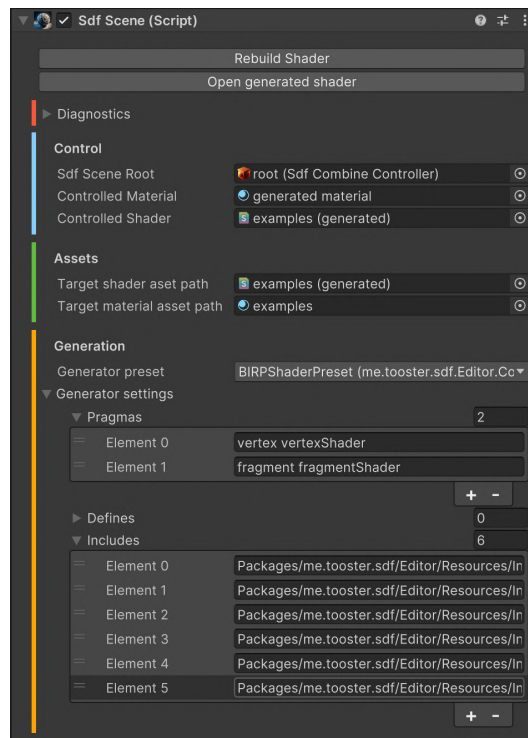 Sdf Scene (Script)
Rebuild Shader
Open generated shader
Diagnostics
Control
Sdf Scene Root root (Sdf Combine Controller)
Controlled Material generated material
Controlled Shader examples (generated)
Assets
Target shader aset path examples (generated)
Target material asset path examples
Generation
Generator preset BIRPShaderPreset (me.tooster.sdf.Editor.Cc
Generator settings
Pragmas 2
Element 0 vertex vertexShader
Element 1 fragment fragmentShader
+ -
Defines 0
Includes 6
Element 0 Packages/me.tooster.sdf/Editor/Resources/In
Element 1 Packages/me.tooster.sdf/Editor/Resources/In
Element 2 Packages/me.tooster.sdf/Editor/Resources/In
Element 3 Packages/me.tooster.sdf/Editor/Resources/In
Element 4 Packages/me.tooster.sdf/Editor/Resources/In
Element 5 Packages/me.tooster.sdf/Editor/Resources/In
+ -